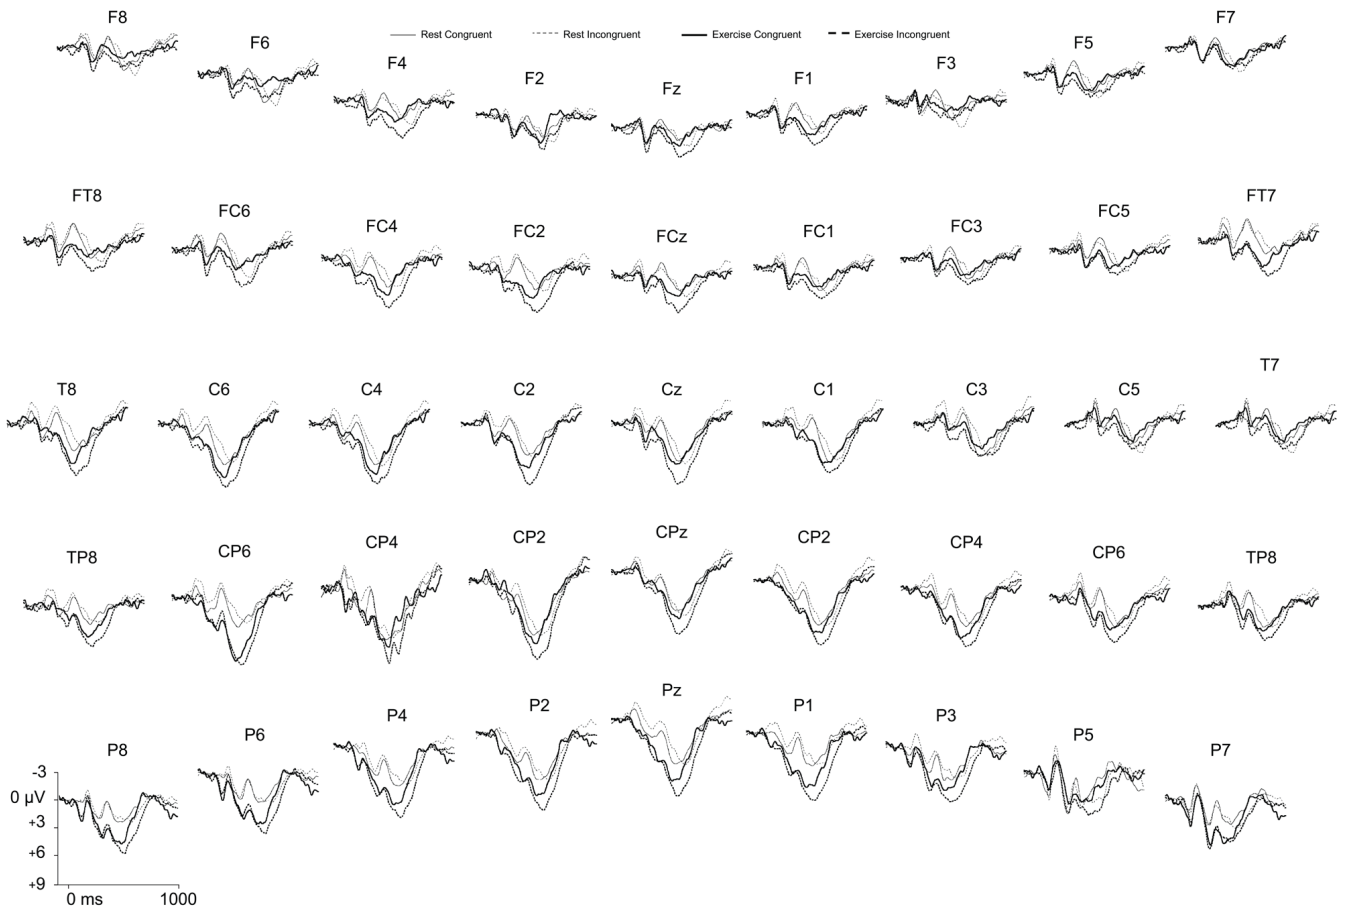 F8
F6
F4
F2
Fz
F1
F3
F5
F7
Rest Congruent
Rest Incongruent
Exercise Congruent
Exercise Incongruent
FT8
FC6
FC4
FC2
FCz
FC1
FC3
FC5
FT7
T8
C6
C4
C2
Cz
C1
C3
C5
T7
TP8
CP6
CP4
CP2
CPz
CP2
CP4
CP6
TP8
P8
P6
P4
P2
Pz
P1
P3
P5
P7
-3
0 µV
+3
+6
+9
0 ms
1000